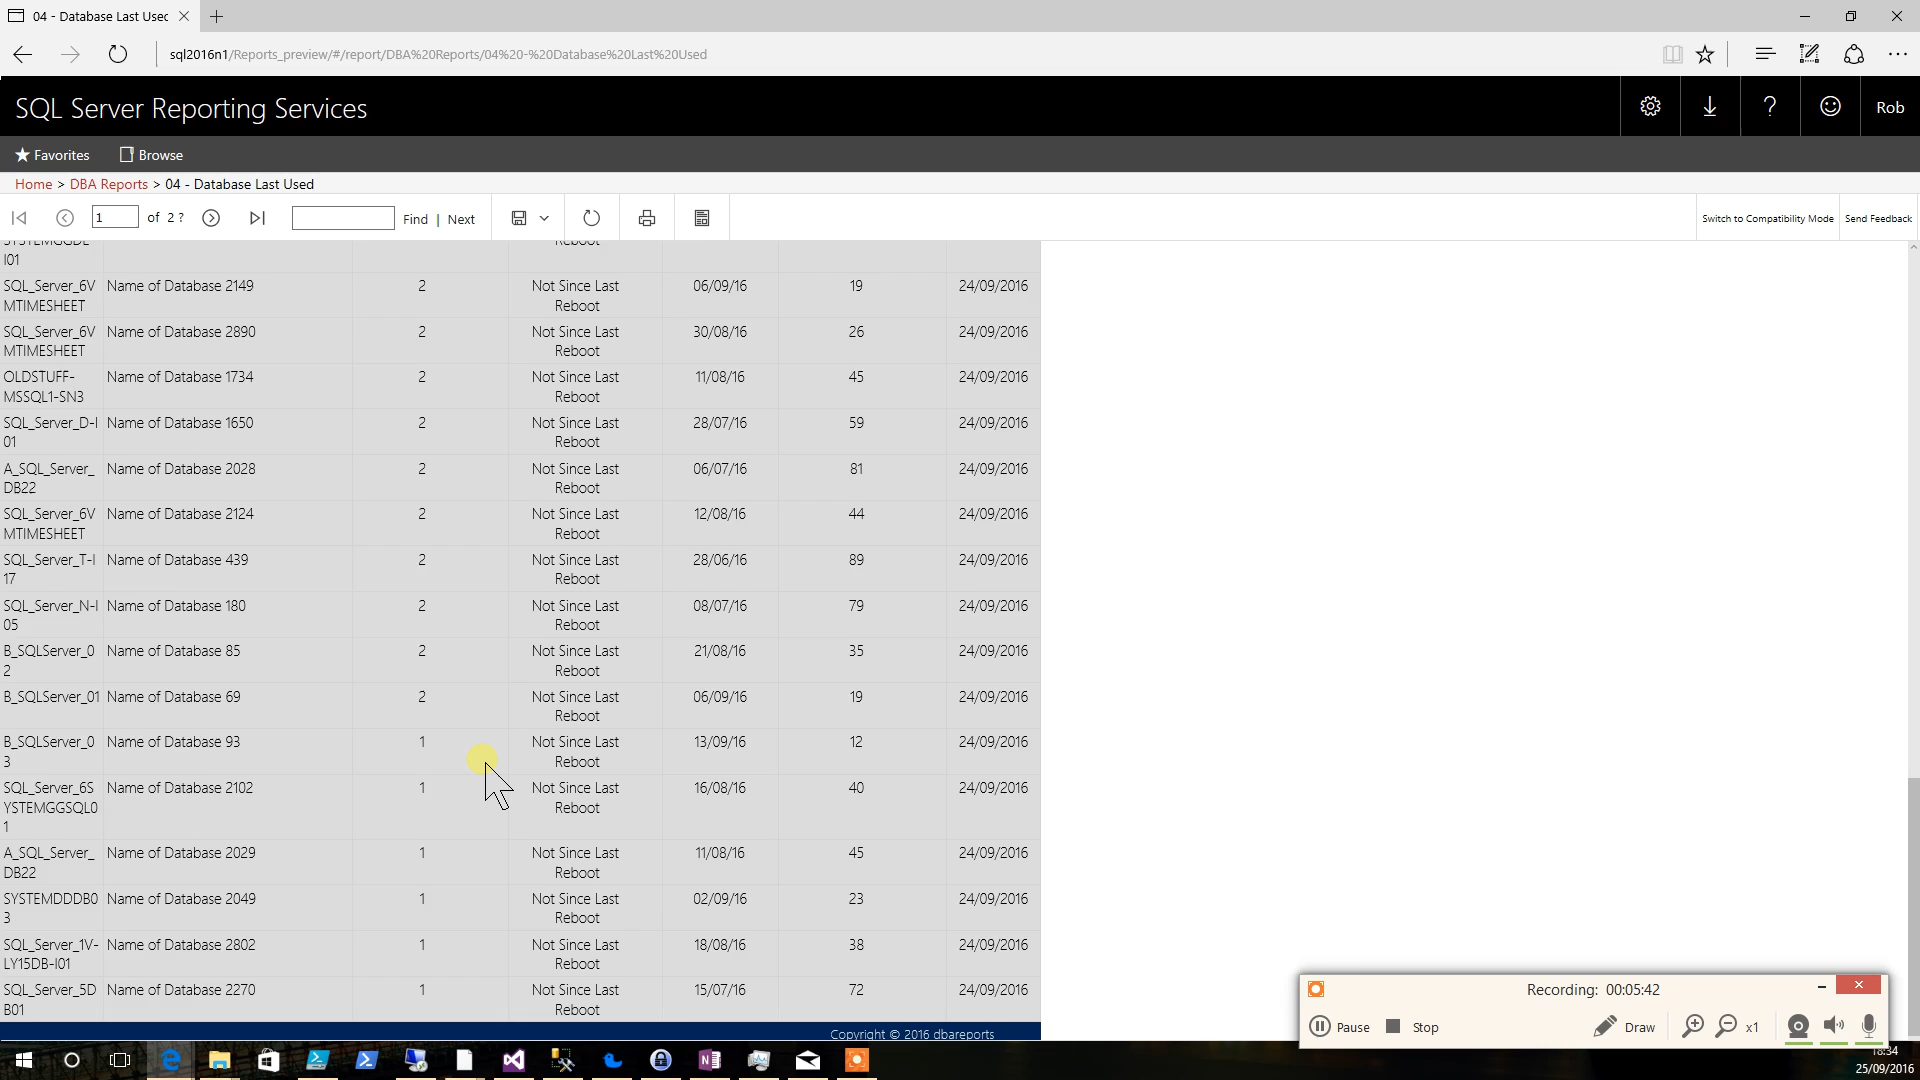 04 - Database Last Used
sql2016n1/Reports_preview/#/report/DBA%20Reports/04%20-%20Database%20Last%20Used
SQL Server Reporting Services
? Rob
Favorites Browse
Home > DBA Reports > 04 - Database Last Used
1 of 2 ? Find | Next Switch to Compatibility Mode Send Feedback
I01 Reboot
SQL_Server_6V Name of Database 2149 2 Not Since Last 06/09/16 19 24/09/2016
MTIMESHEET Reboot
SQL_Server_6V Name of Database 2890 2 Not Since Last 30/08/16 26 24/09/2016
MTIMESHEET Reboot
OLDSTUFF- Name of Database 1734 2 Not Since Last 11/08/16 45 24/09/2016
MSSQL1-SN3 Reboot
SQL_Server_D-I Name of Database 1650 2 Not Since Last 28/07/16 59 24/09/2016
01 Reboot
A_SQL_Server_ Name of Database 2028 2 Not Since Last 06/07/16 81 24/09/2016
DB22 Reboot
SQL_Server_6V Name of Database 2124 2 Not Since Last 12/08/16 44 24/09/2016
MTIMESHEET Reboot
SQL_Server_T-I Name of Database 439 2 Not Since Last 28/06/16 89 24/09/2016
17 Reboot
SQL_Server_N-I Name of Database 180 2 Not Since Last 08/07/16 79 24/09/2016
05 Reboot
B_SQLServer_0 Name of Database 85 2 Not Since Last 21/08/16 35 24/09/2016
2 Reboot
B_SQLServer_01 Name of Database 69 2 Not Since Last 06/09/16 19 24/09/2016
Reboot
B_SQLServer_0 Name of Database 93 1 Not Since Last 13/09/16 12 24/09/2016
3 Reboot
SQL_Server_6S Name of Database 2102 1 Not Since Last 16/08/16 40 24/09/2016
YSTEMGGSQL0 Reboot
1
A_SQL_Server_ Name of Database 2029 1 Not Since Last 11/08/16 45 24/09/2016
DB22 Reboot
SYSTEMDDDB0 Name of Database 2049 1 Not Since Last 02/09/16 23 24/09/2016
3 Reboot
SQL_Server_1V- Name of Database 2802 1 Not Since Last 18/08/16 38 24/09/2016
LY15DB-I01 Reboot
SQL_Server_5D Name of Database 2270 1 Not Since Last 15/07/16 72 24/09/2016
B01 Reboot
Copyright © 2016 dbareports
Recording: 00:05:42
Pause Stop Draw x1
18:34
25/09/2016